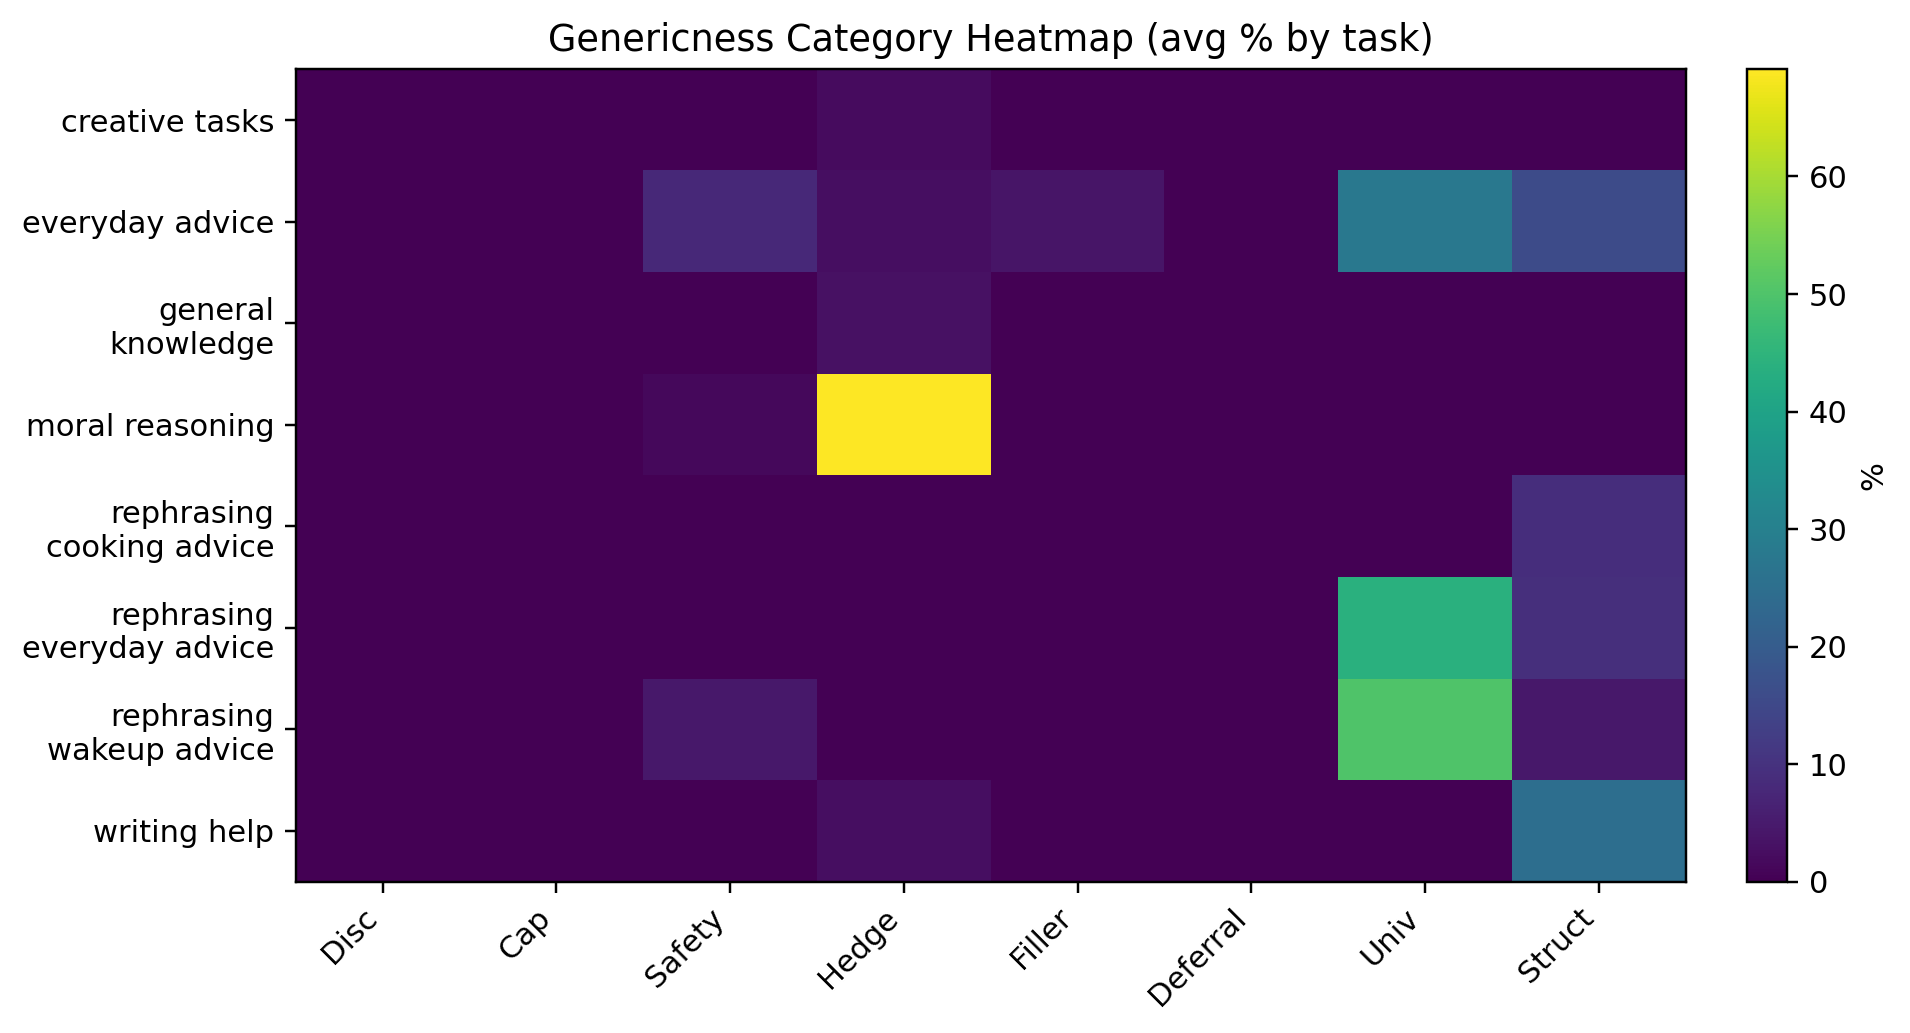 Genericness Category Heatmap (avg % by task)
creative tasks
everyday advice
general
knowledge
moral reasoning
rephrasing
cooking advice
rephrasing
everyday advice
rephrasing
wakeup advice
writing help
Disc
Cap
Safety
Hedge
Filler
Deferral
Univ
Struct
60
50
40
30
20
10
0
%